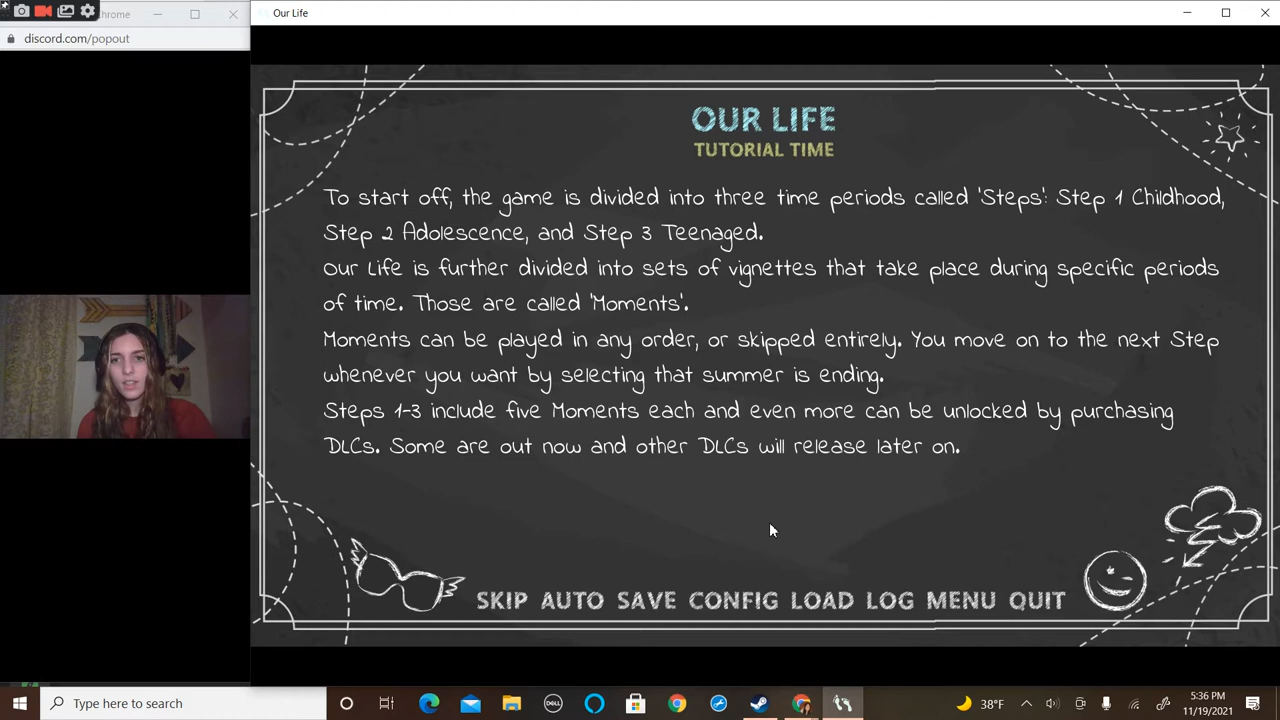 Chrome
Our Life
discord.com/popout
OUR LIFE
TUTORIAL TIME
To start off, the game is divided into three time periods called 'Steps': Step 1 Childhood,
Step 2 Adolescence, and Step 3 Teenaged.
Our Life is further divided into sets of vignettes that take place during specific periods
of time. Those are called 'Moments'.
Moments can be played in any order, or skipped entirely. You move on to the next Step
whenever you want by selecting that summer is ending.
Steps 1-3 include five Moments each and even more can be unlocked by purchasing
DLCs. Some are out now and other DLCs will release later on.
SKIP AUTO SAVE CONFIG LOAD LOG MENU QUIT
Type here to search
DELL
38°F
5:36 PM
11/19/2021